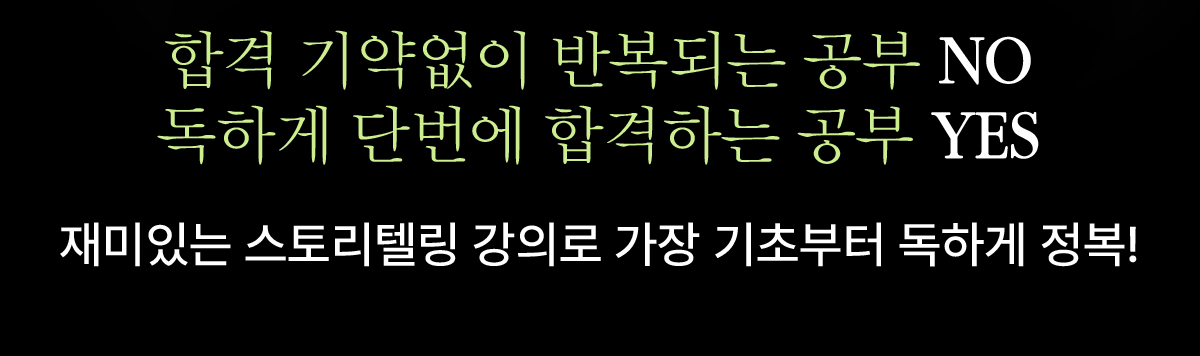 합격 기약없이 반복되는 공부 NO
독하게 단번에 합격하는 공부 YES
재미있는 스토리텔링 강의로 가장 기초부터 독하게 정복!